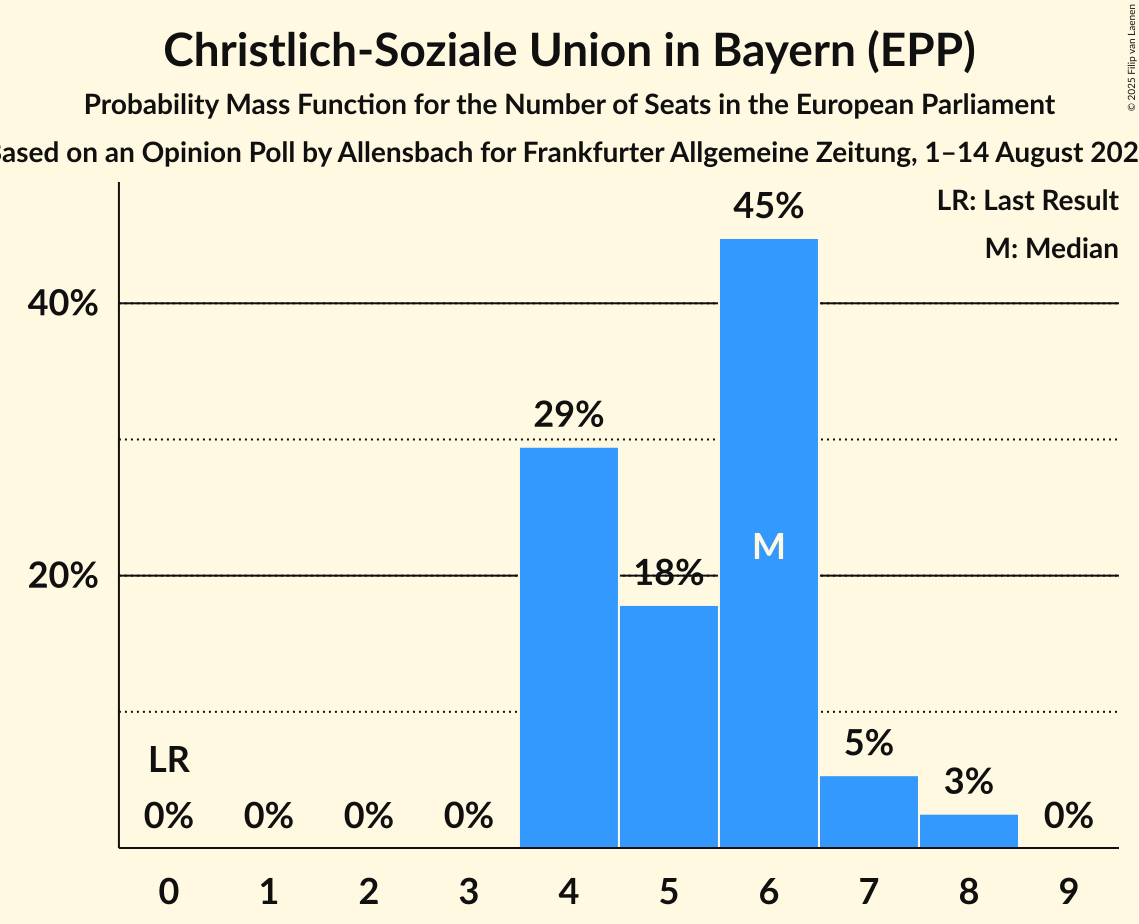 Christlich-Soziale Union in Bayern (EPP)
Probability Mass Function for the Number of Seats in the European Parliament
Based on an Opinion Poll by Allensbach for Frankfurter Allgemeine Zeitung, 1–14 August 202
© 2025 Filip van Laenen
LR: Last Result
M: Median
45%
40%
29%
M
20%
18%
LR
5%
3%
0% 0% 0% 0% 0%
0 1 2 3 4 5 6 7 8 9